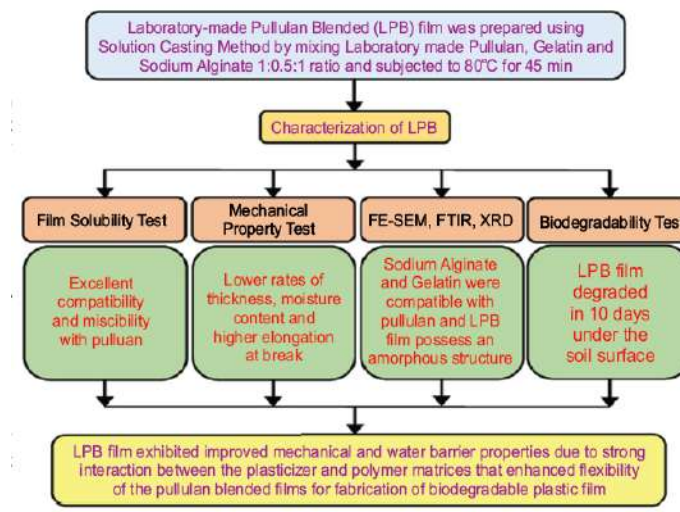 Laboratory-made Pullulan Blended (LPB) film was prepared using
Solution Casting Method by mixing Laboratory made Pullulan, Gelatin and
Sodium Alginate 1:0.5:1 ratio and subjected to 80°C for 45 min
Characterization of LPB
Film Solubility Test
Mechanical
Property Test
FE-SEM, FTIR, XRD
Biodegradability Test
Excellent
compatibility
and miscibility
with pulluan
Lower rates of
thickness, moisture
content and
higher elongation
at break
Sodium Alginate
and Gelatin were
compatible with
pullulan and LPB
film possess an
amorphous structure
LPB film
degraded
in 10 days
under the
soil surface
LPB film exhibited improved mechanical and water barrier properties due to strong
interaction between the plasticizer and polymer matrices that enhanced flexibility
of the pullulan blended films for fabrication of biodegradable plastic film